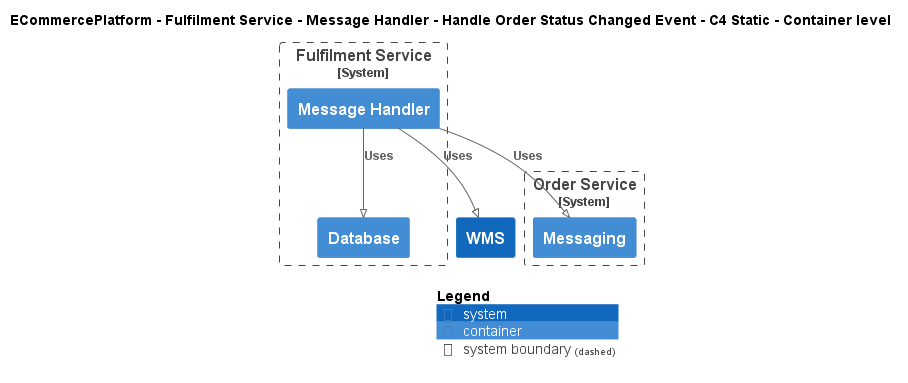 ECommercePlatform - Fulfilment Service - Message Handler - Handle Order Status Changed Event - C4 Static - Container level
Fulfilment Service
[System]
Message Handler
Uses
Uses
Uses
Order Service
[System]
Database
WMS
Messaging
Legend
system
container
system boundary (dashed)